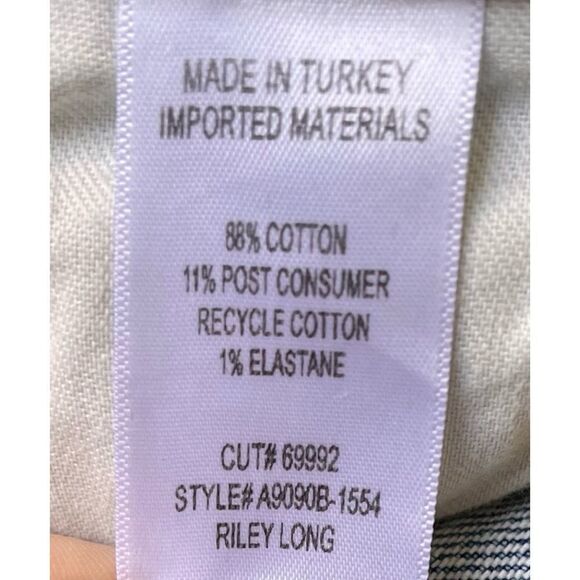 MADE IN TURKEY
IMPORTED MATERIALS
88% COTTON
11% POST CONSUMER
RECYCLE COTTON
1% ELASTANE
CUT# 69992
STYLE# A9090B-1554
RILEY LONG